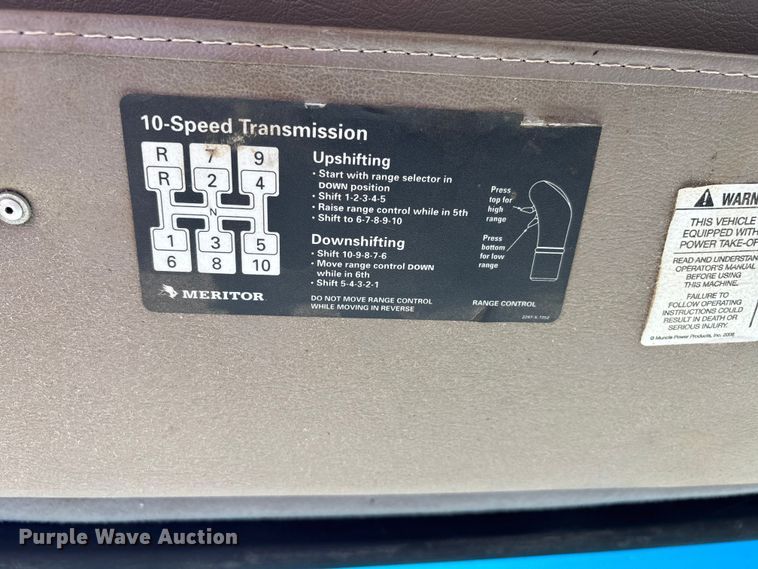 10-Speed Transmission
R 7 9
R 2 4
N
1 3 5
6 8 10
MERITOR
Upshifting
• Start with range selector in
DOWN position
• Shift 1-2-3-4-5
• Raise range control while in 5th
• Shift to 6-7-8-9-10
Downshifting
• Shift 10-9-8-7-6
• Move range control DOWN
while in 6th
• Shift 5-4-3-2-1
DO NOT MOVE RANGE CONTROL
WHILE MOVING IN REVERSE
Press
top for
high
range
Press
bottom
for low
range
RANGE CONTROL
WARN
THIS VEHICLE
EQUIPPED WITH
POWER TAKE-OF
READ AND UNDERSTAN
OPERATOR'S MANUAL
BEFORE USING
THIS MACHINE.
FAILURE TO
FOLLOW OPERATING
INSTRUCTIONS COULD
RESULT IN DEATH OR
SERIOUS INJURY.
© Muncie Power Products, Inc. 2008
Purple Wave Auction